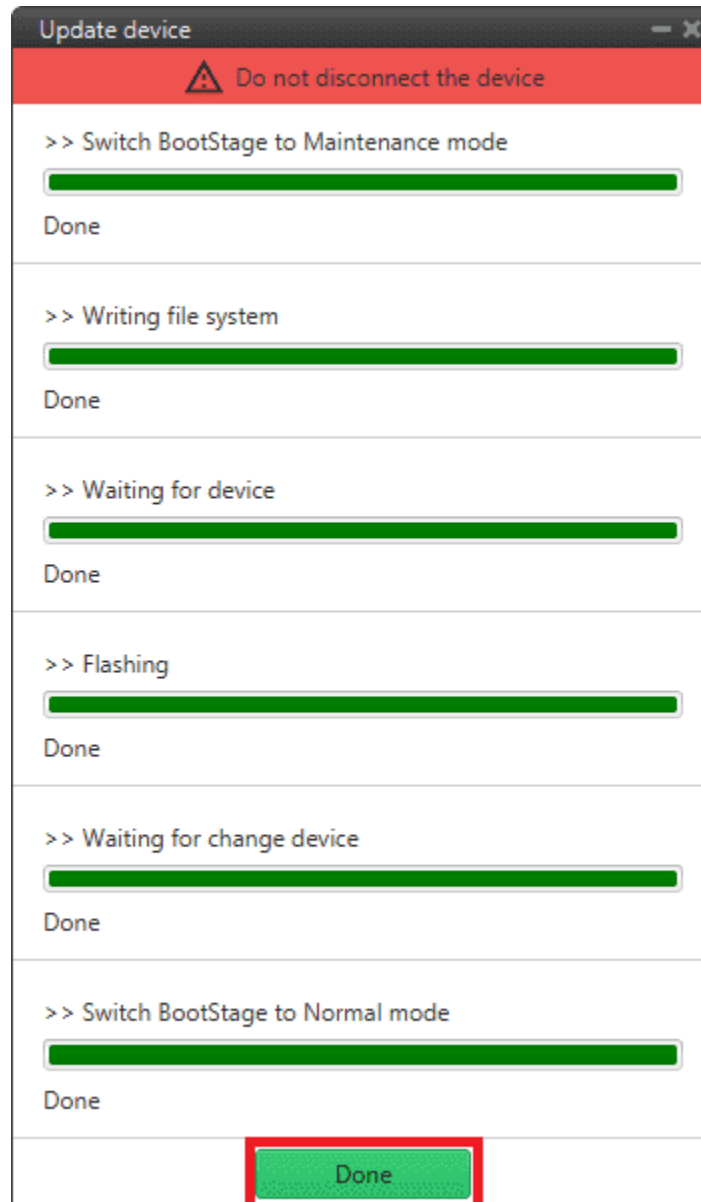 Update device
Do not disconnect the device
>> Switch BootStage to Maintenance mode
Done
>> Writing file system
Done
>> Waiting for device
Done
>> Flashing
Done
>> Waiting for change device
Done
>> Switch BootStage to Normal mode
Done
Done